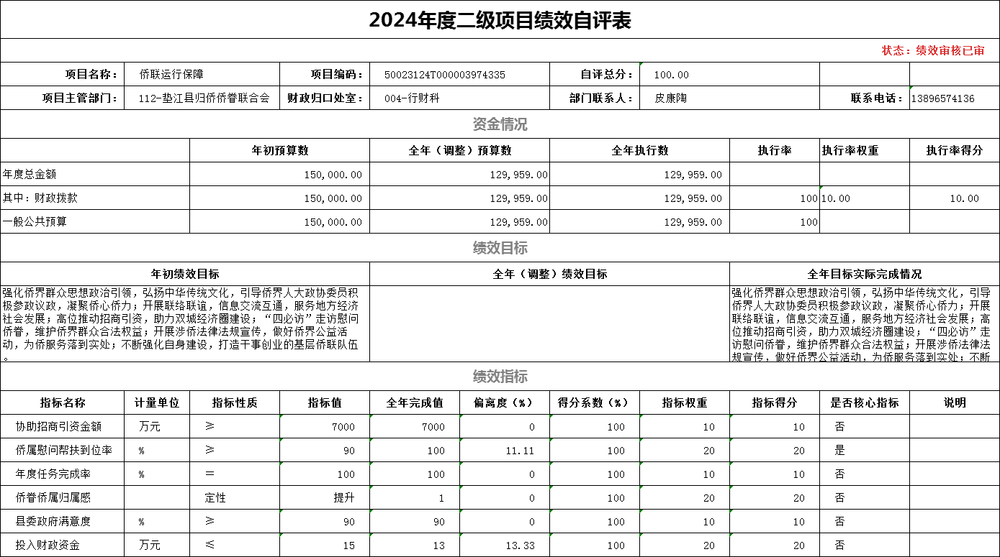 2024年度二级项目绩效自评表
状态：绩效审核已审
项目名称： 侨联运行保障 项目编码： 50023124T000003974335 自评总分： 100.00
项目主管部门： 112-垫江县归侨侨眷联合会 财政归口处室： 004-行财科 部门联系人： 皮康陶 联系电话： 13896574136
资金情况
年初预算数 全年（调整）预算数 全年执行数 执行率 执行率权重 执行率得分
年度总金额 150,000.00 129,959.00 129,959.00
其中：财政拨款 150,000.00 129,959.00 129,959.00 100 10.00 10.00
一般公共预算 150,000.00 129,959.00 129,959.00 100
绩效目标
年初绩效目标 全年（调整）绩效目标 全年目标实际完成情况
强化侨界群众思想政治引领，弘扬中华传统文化，引导侨界人大政协委员积
极参政议政，凝聚侨心侨力；开展联络联谊，信息交流互通，服务地方经济
社会发展；高位推动招商引资，助力双城经济圈建设；“四必访”走访慰问
侨眷，维护侨界群众合法权益；开展涉侨法律法规宣传，做好侨界公益活
动，为侨服务落到实处；不断强化自身建设，打造干事创业的基层侨联队伍
。
强化侨界群众思想政治引领，弘扬中华传统文化，引导
侨界人大政协委员积极参政议政，凝聚侨心侨力；开展
联络联谊，信息交流互通，服务地方经济社会发展；高
位推动招商引资，助力双城经济圈建设；“四必访”走
访慰问侨眷，维护侨界群众合法权益；开展涉侨法律法
规宣传，做好侨界公益活动，为侨服务落到实处；不断
绩效指标
指标名称 计量单位 指标性质 指标值 全年完成值 偏离度（%） 得分系数（%） 指标权重 指标得分 是否核心指标 说明
协助招商引资金额 万元 ≥ 7000 7000 0 100 10 10 否
侨属慰问帮扶到位率 % ≥ 90 100 11.11 100 20 20 是
年度任务完成率 % ＝ 100 100 0 100 10 10 否
侨眷侨属归属感 定性 提升 1 0 100 20 20 否
县委政府满意度 % ≥ 90 90 0 100 10 10 否
投入财政资金 万元 ≤ 15 13 13.33 100 20 20 否